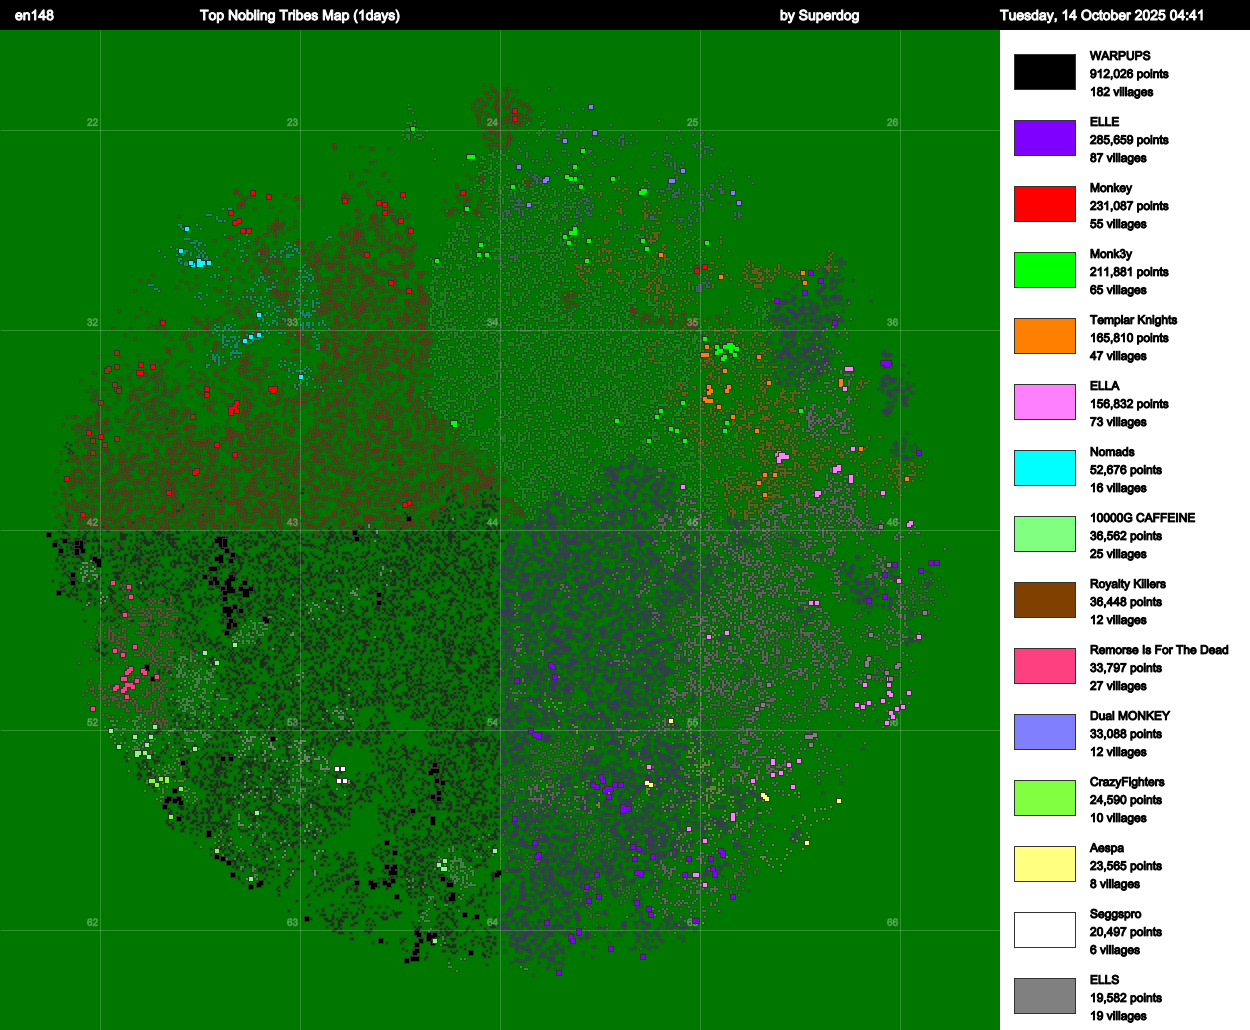 en148 Top Nobling Tribes Map (1days) by Superdog Tuesday, 14 October 2025 04:41
WARPUPS
912,026 points
182 villages
ELLE
285,659 points
87 villages
Monkey
231,087 points
55 villages
Monk3y
211,881 points
65 villages
Templar Knights
165,810 points
47 villages
ELLA
156,832 points
73 villages
Nomads
52,676 points
16 villages
10000G CAFFEINE
36,562 points
25 villages
Royalty Killers
36,448 points
12 villages
Remorse Is For The Dead
33,797 points
27 villages
Dual MONKEY
33,088 points
12 villages
CrazyFighters
24,590 points
10 villages
Aespa
23,565 points
8 villages
Seggspro
20,497 points
6 villages
ELLS
19,582 points
19 villages
22 23 24 25 26
32 33 34 35 36
42 43 44 45 46
52 53 54 55
62 63 64 65 66